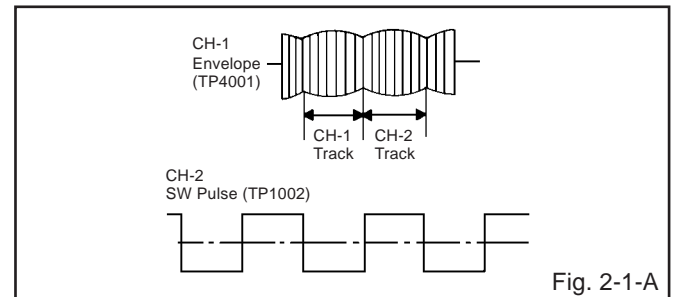 CH-1
Envelope
(TP4001)
CH-1
Track
CH-2
Track
CH-2
SW Pulse (TP1002)
Fig. 2-1-A